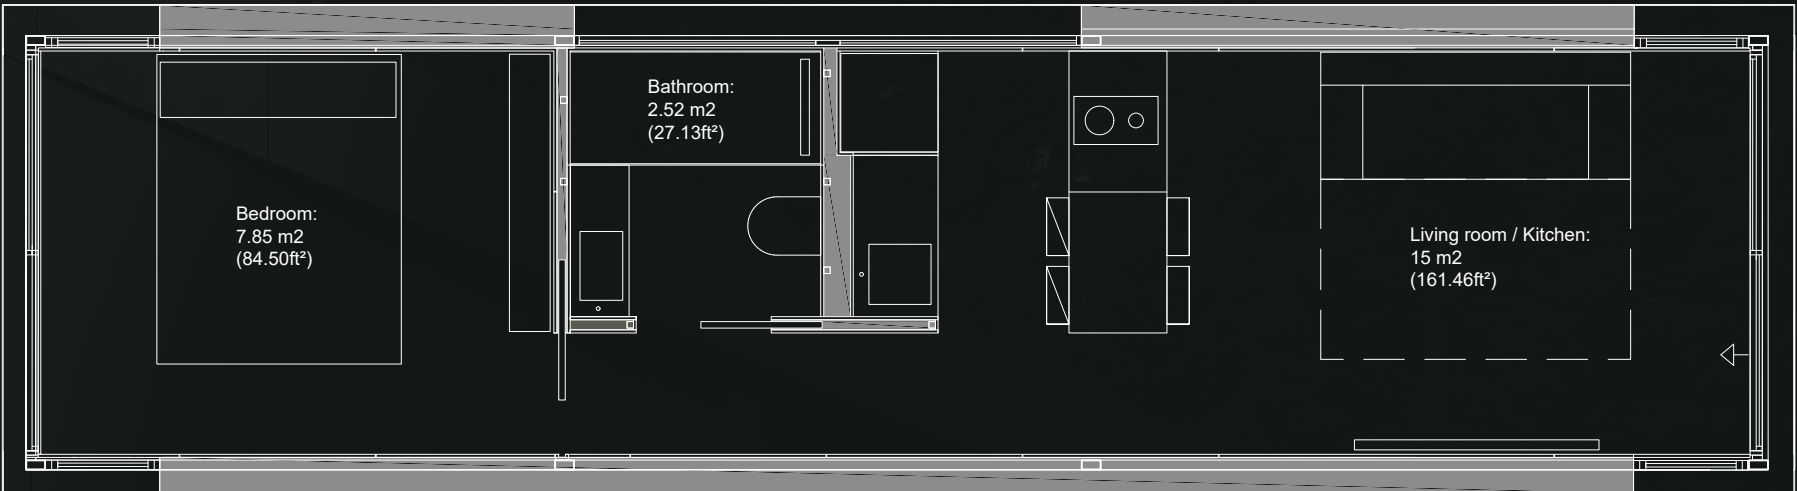 Bedroom:
7.85 m2
(84.50ft²)
Bathroom:
2.52 m2
(27.13ft²)
Living room / Kitchen:
15 m2
(161.46ft²)